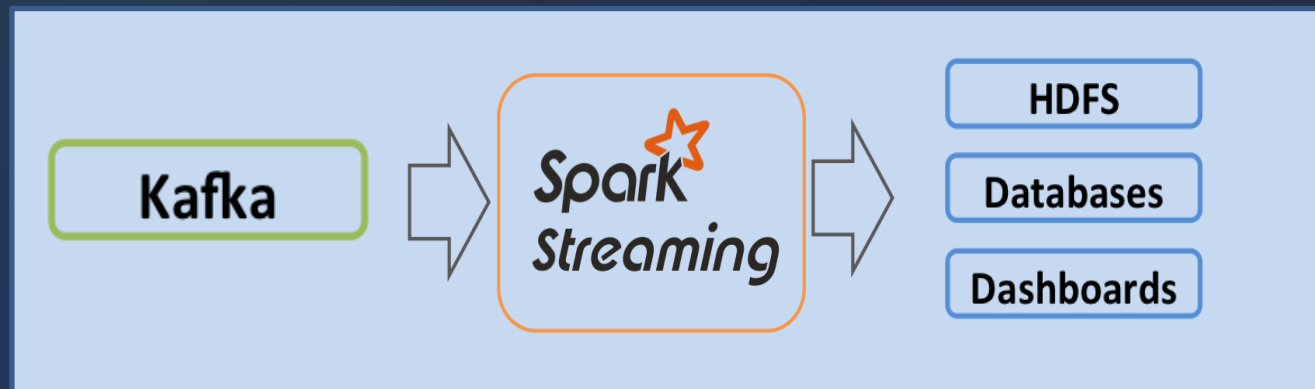 Kafka
Spark
Streaming
HDFS
Databases
Dashboards